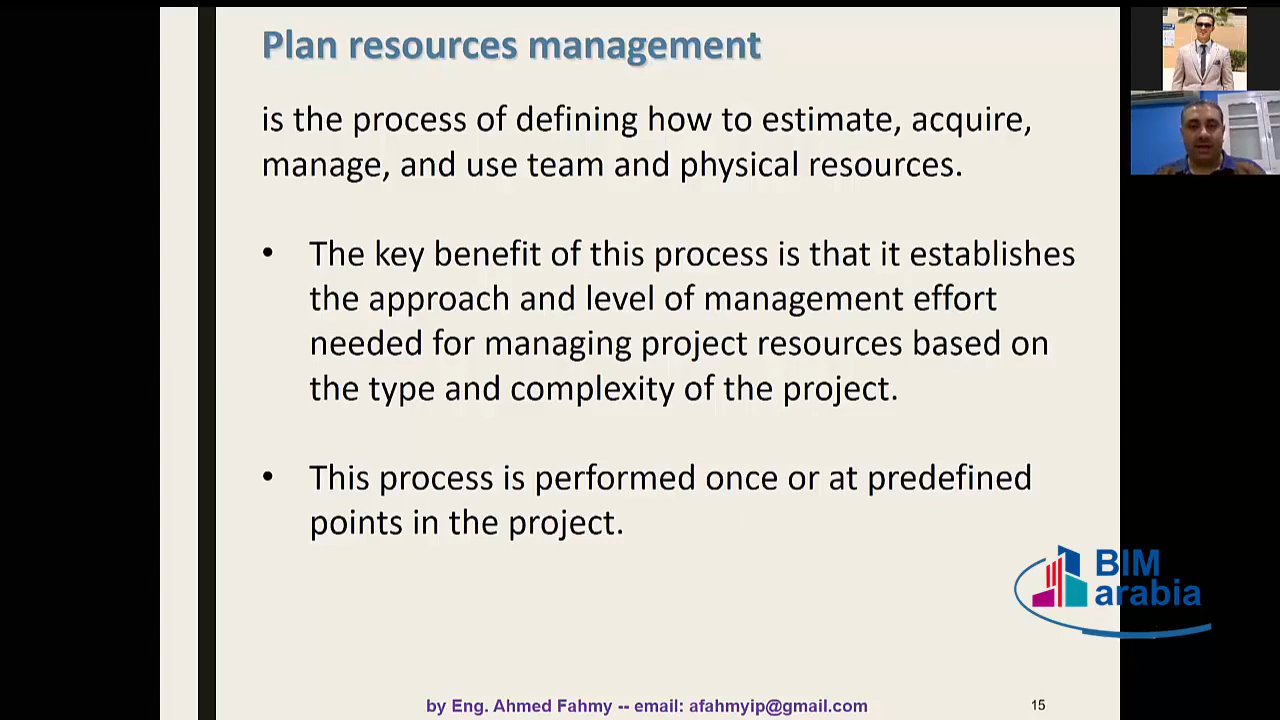 Plan resources management
is the process of defining how to estimate, acquire,
manage, and use team and physical resources.
• The key benefit of this process is that it establishes
the approach and level of management effort
needed for managing project resources based on
the type and complexity of the project.
• This process is performed once or at predefined
points in the project.
BIM
arabia
by Eng. Ahmed Fahmy -- email: afahmyip@gmail.com
15